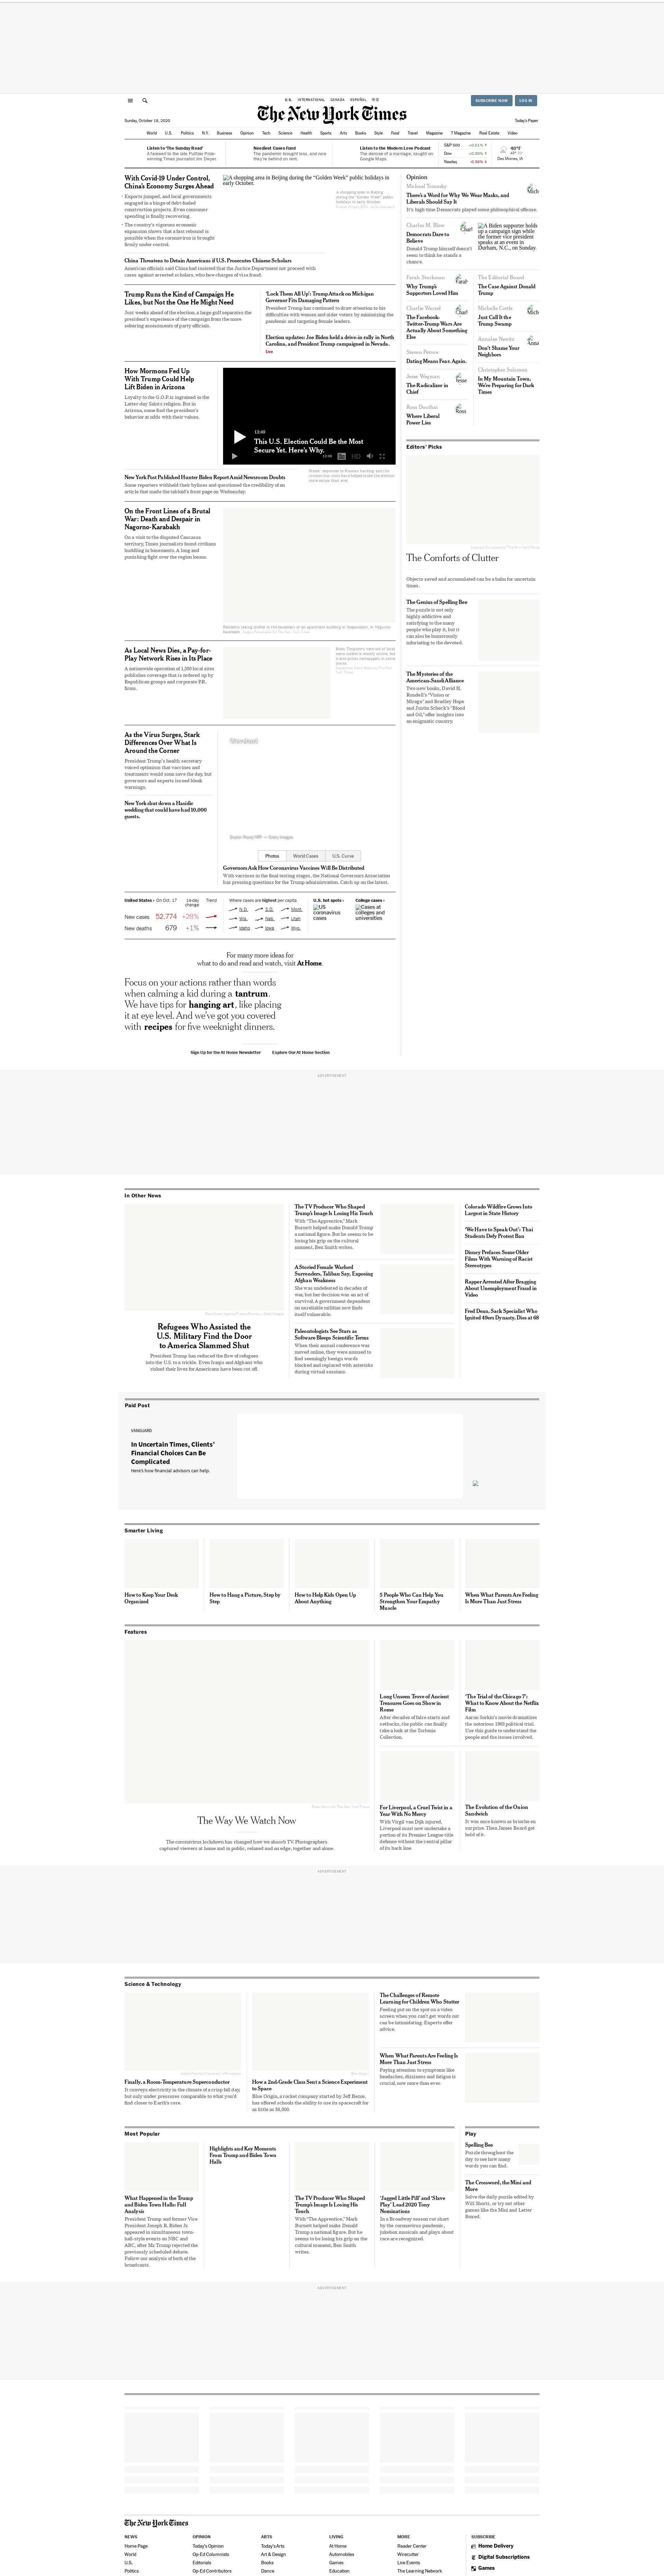 U.S.
INTERNATIONAL
CANADA
ESPAÑOL
中文
SUBSCRIBE NOW
LOG IN
The New York Times
Sunday, October 18, 2020
Today's Paper
World
U.S.
Politics
N.Y.
Business
Opinion
Tech
Science
Health
Sports
Arts
Books
Style
Food
Travel
Magazine
T Magazine
Real Estate
Video
Listen to 'The Sunday Read'
A farewell to the late Pulitzer Prize-
winning Times journalist Jim Dwyer.
Neediest Cases Fund
The pandemic brought loss, and now
they're behind on rent.
Listen to the Modern Love Podcast
The demise of a marriage, caught on
Google Maps.
S&P 500 +0.01% ↑
Dow +0.39% ↑
Nasdaq -0.36% ↓
40°F
Des Moines, IA
With Covid-19 Under Control,
China's Economy Surges Ahead
• Exports jumped, and local governments
engaged in a binge of debt-fueled
construction projects. Even consumer
spending is finally recovering.
• The country's vigorous economic
expansion shows that a fast rebound is
possible when the coronavirus is brought
firmly under control.
A shopping area in Beijing during the "Golden Week" public holidays in
early October.
A shopping area in Beijing
during the "Golden Week" public
holidays in early October.
China Threatens to Detain Americans if U.S. Prosecutes Chinese Scholars
American officials said China had insisted that the Justice Department not proceed with
cases against arrested scholars, who face charges of visa fraud.
Trump Runs the Kind of Campaign He
Likes, but Not the One He Might Need
Just weeks ahead of the election, a large gulf together the
president's experience of the campaign from the more
sobering assessments of party officials.
'Lock Them All Up': Trump Attack on Michigan
Governor Fits Damaging Pattern
President Trump has continued to draw attention to his
difficulties with woman and older voters by minimizing the
pandemic and targeting female leaders.
Election updates: Joe Biden held a drive-in rally in North
Carolina, and President Trump campaigned in Nevada.
Live
How Mormons Fed Up
With Trump Could Help
Lift Biden in Arizona
Loyalty to the G.O.P. is ingrained in the
Latter-day Saints religion. But in
Arizona, some find the president's
behavior at odds with their values.
13:49
This U.S. Election Could Be the Most
Secure Yet. Here's Why.
13:49
HD
New York Post Published Hunter Biden Report Amid Newsroom Doubts
Some reporters withheld their bylines and questioned the credibility of an
article that made the tabloid's front page on Wednesday.
On the Front Lines of a Brutal
War: Death and Despair in
Nagorno-Karabakh
On a visit to the disputed Caucasus
territory, Times journalists found civilians
huddling in basements. A long and
punishing fight over the region looms.
As Local News Dies, a Pay-for-
Play Network Rises in Its Place
A nationwide operation of 1,300 local sites
publishes coverage that is ordered up by
Republican groups and corporate P.R.
firms.
As the Virus Surges, Stark
Differences Over What Is
Around the Corner
President Trump's health secretary
voiced optimism that vaccines and
treatments would soon save the day, but
governors and experts issued bleak
warnings.
New York shut down a Hasidic
wedding that could have had 10,000
guests.
Photos
World Cases
U.S. Curve
Governors Ask How Coronavirus Vaccines Will Be Distributed
With vaccines in the final testing stages, the National Governors Association
has pressing questions for the Trump administration. Catch up on the latest.
United States › On Oct. 17
14-day
change
Trend
New cases 52,774 +28%
New deaths 679 +1%
Where cases are highest per capita
N.D.
S.D.
Mont.
Wis.
Neb.
Utah
Idaho
Iowa
Wyo.
U.S. hot spots ›
US
coronavirus
cases
College cases ›
Cases at
colleges and
universities
For many more ideas for
what to do and read and watch, visit At Home.
Focus on your actions rather than words
when calming a kid during a tantrum.
We have tips for hanging art, like placing
it at eye level. And we've got you covered
with recipes for five weeknight dinners.
Sign Up for the At Home Newsletter
Explore Our At Home Section
Opinion
Michael Tomasky
There's a Word for Why We Wear Masks, and
Liberals Should Say It
It's high time Democrats played some philosophical offense.
Charles M. Blow
Democrats Dare to
Believe
Donald Trump himself doesn't
seem to think he stands a
chance.
A Biden supporter holds
up a campaign sign while
the former vice president
speaks at an event in
Durham, N.C., on Sunday.
Farah Stockman
Why Trump's
Supporters Loved Him
The Editorial Board
The Case Against Donald
Trump
Charlie Warzel
The Facebook-
Twitter-Trump Wars Are
Actually About Something
Else
Michelle Cottle
Just Call It the
Trump Swamp
Annalee Newitz
Don't Shame Your
Neighbors
Steven Petrow
Dating Means Fear. Again.
Christopher Solomon
In My Mountain Town,
We're Preparing for Dark
Times
Jesse Wegman
The Radicalizer in
Chief
Ross Douthat
Where Liberal
Power Lies
Editors' Picks
The Comforts of Clutter
Objects saved and accumulated can be a balm for uncertain
times.
The Genius of Spelling Bee
The puzzle is not only
highly addictive and
satisfying to the many
people who play it, but it
can also be humorously
infuriating to the devoted.
The Mysteries of the
American-Saudi Alliance
Two new books, David H.
Rundell's "Vision or
Mirage" and Bradley Hope
and Justin Scheck's "Blood
and Oil," offer insights into
an enigmatic country.
ADVERTISEMENT
In Other News
Refugees Who Assisted the
U.S. Military Find the Door
to America Slammed Shut
President Trump has reduced the flow of refugees
into the U.S. to a trickle. Even Iraqis and Afghans who
risked their lives for Americans have been cut off.
The TV Producer Who Shaped
Trump's Image Is Losing His Touch
With "The Apprentice," Mark
Burnett helped make Donald Trump
a national figure. But he seems to be
losing his grip on the cultural
moment, Ben Smith writes.
A Storied Female Warlord
Surrenders, Taliban Say, Exposing
Afghan Weakness
She was undefeated in decades of
war, but her decision was an act of
survival. A government dependent
on unreliable militias now finds
itself vulnerable.
Paleontologists See Stars as
Software Bleeps Scientific Terms
When their annual conference was
moved online, they were amused to
find seemingly benign words
blocked and replaced with asterisks
during virtual sessions.
Colorado Wildfire Grows Into
Largest in State History
'We Have to Speak Out': Thai
Students Defy Protest Ban
Disney Prefaces Some Older
Films With Warning of Racist
Stereotypes
Rapper Arrested After Bragging
About Unemployment Fraud in
Video
Fred Dean, Sack Specialist Who
Ignited 49ers Dynasty, Dies at 68
Paid Post
VANGUARD
In Uncertain Times, Clients'
Financial Choices Can Be
Complicated
Here's how financial advisors can help.
Smarter Living
How to Keep Your Desk
Organized
How to Hang a Picture, Step by
Step
How to Help Kids Open Up
About Anything
5 People Who Can Help You
Strengthen Your Empathy
Muscle
When What Parents Are Feeling
Is More Than Just Stress
Features
The Way We Watch Now
The coronavirus lockdown has changed how we absorb TV. Photographers
captured viewers at home and in public, relaxed and on edge, together and alone.
Long Unseen Trove of Ancient
Treasures Goes on Show in
Rome
After decades of false starts and
setbacks, the public can finally
take a look at the Torlonia
Collection.
'The Trial of the Chicago 7':
What to Know About the Netflix
Film
Aaron Sorkin's movie dramatizes
the notorious 1969 political trial.
Use this guide to understand the
people and the issues involved.
For Liverpool, a Cruel Twist in a
Year With No Mercy
With Virgil van Dijk injured,
Liverpool must now undertake a
portion of its Premier League title
defense without the central pillar
of its back line.
The Evolution of the Onion
Sandwich
It was once known as brioche en
surprise. Then James Beard got
hold of it.
ADVERTISEMENT
Science & Technology
Finally, a Room-Temperature Superconductor
It conveys electricity in the climate of a crisp fall day,
but only under pressures comparable to what you'd
find closer to Earth's core.
How a 2nd-Grade Class Sent a Science Experiment
to Space
Blue Origin, a rocket company started by Jeff Bezos,
has offered schools the ability to use its spacecraft for
as little as $8,000.
The Challenges of Remote
Learning for Children Who Stutter
Feeling put on the spot on a video
screen when you can't get words out
can be intimidating. Experts offer
advice.
When What Parents Are Feeling Is
More Than Just Stress
Paying attention to symptoms like
headaches, dizziness and fatigue is
crucial, now more than ever.
Most Popular
What Happened in the Trump
and Biden Town Halls: Full
Analysis
President Trump and former Vice
President Joseph R. Biden Jr.
appeared in simultaneous town-
hall-style events on NBC and
ABC, after Mr. Trump rejected the
previously scheduled debate.
Follow our analysis of both of the
broadcasts.
Highlights and Key Moments
From Trump and Biden Town
Halls
The TV Producer Who Shaped
Trump's Image Is Losing His
Touch
With "The Apprentice," Mark
Burnett helped make Donald
Trump a national figure. But he
seems to be losing his grip on the
cultural moment, Ben Smith
writes.
'Jagged Little Pill' and 'Slave
Play' Lead 2020 Tony
Nominations
In a Broadway season cut short
by the coronavirus pandemic,
jukebox musicals and plays about
race are recognized.
Play
Spelling Bee
Puzzle throughout the
day to see how many
words you can find.
The Crossword, the Mini and
More
Solve the daily puzzle edited by
Will Shortz, or try out other
games like the Mini and Letter
Boxed.
ADVERTISEMENT
The New York Times
NEWS
Home Page
World
U.S.
Politics
OPINION
Today's Opinion
Op-Ed Columnists
Editorials
Op-Ed Contributors
ARTS
Today's Arts
Art & Design
Books
Dance
LIVING
At Home
Automobiles
Games
Education
MORE
Reader Center
Wirecutter
Live Events
The Learning Network
SUBSCRIBE
Home Delivery
Digital Subscriptions
Games